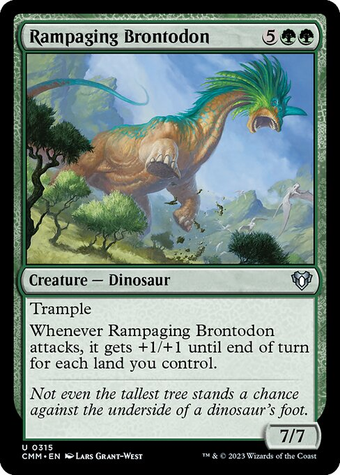 Rampaging Brontodon 5
Creature — Dinosaur
Trample
Whenever Rampaging Brontodon
attacks, it gets +1/+1 until end of turn
for each land you control.
Not even the tallest tree stands a chance
against the underside of a dinosaur's foot.
7/7
U 0315
CMM • EN Lars Grant-West
™ & © 2023 Wizards of the Coast